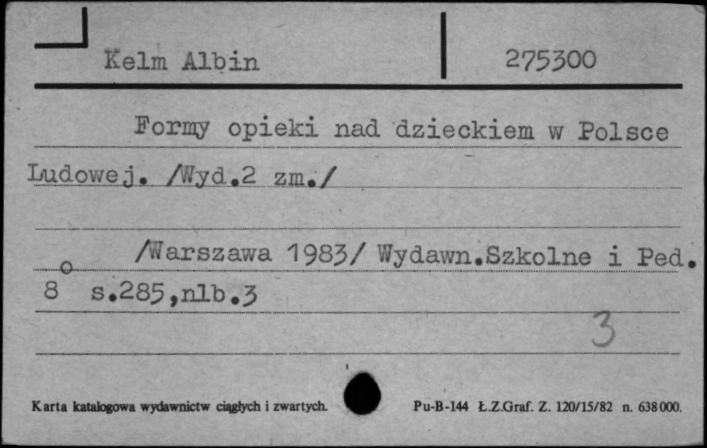 Kelm Albin 275300
Formy opieki nad dzieckiem w Polsce
Ludowej. /Wyd.2 zm./
/Warszawa 1983/ Wydawn.Szkolne i Ped.
8° s.285,nlb.3
3
Karta katalogowa wydawnictw ciągłych i zwartych. Pu-B-144 Ł.Z.Graf. Z. 120/15/82 n. 638000.